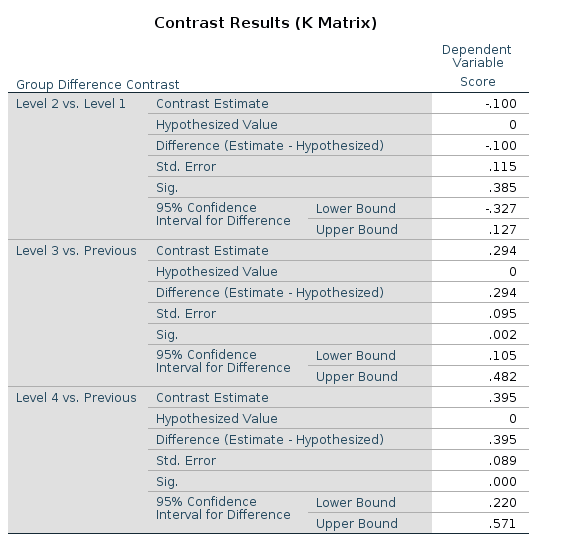 Contrast Results (K Matrix)
Dependent
Variable
Group Difference Contrast Score
Level 2 vs. Level 1 Contrast Estimate -.100
Hypothesized Value 0
Difference (Estimate - Hypothesized) -.100
Std. Error .115
Sig. .385
95% Confidence
Interval for Difference Lower Bound -.327
Upper Bound .127
Level 3 vs. Previous Contrast Estimate .294
Hypothesized Value 0
Difference (Estimate - Hypothesized) .294
Std. Error .095
Sig. .002
95% Confidence
Interval for Difference Lower Bound .105
Upper Bound .482
Level 4 vs. Previous Contrast Estimate .395
Hypothesized Value 0
Difference (Estimate - Hypothesized) .395
Std. Error .089
Sig. .000
95% Confidence
Interval for Difference Lower Bound .220
Upper Bound .571